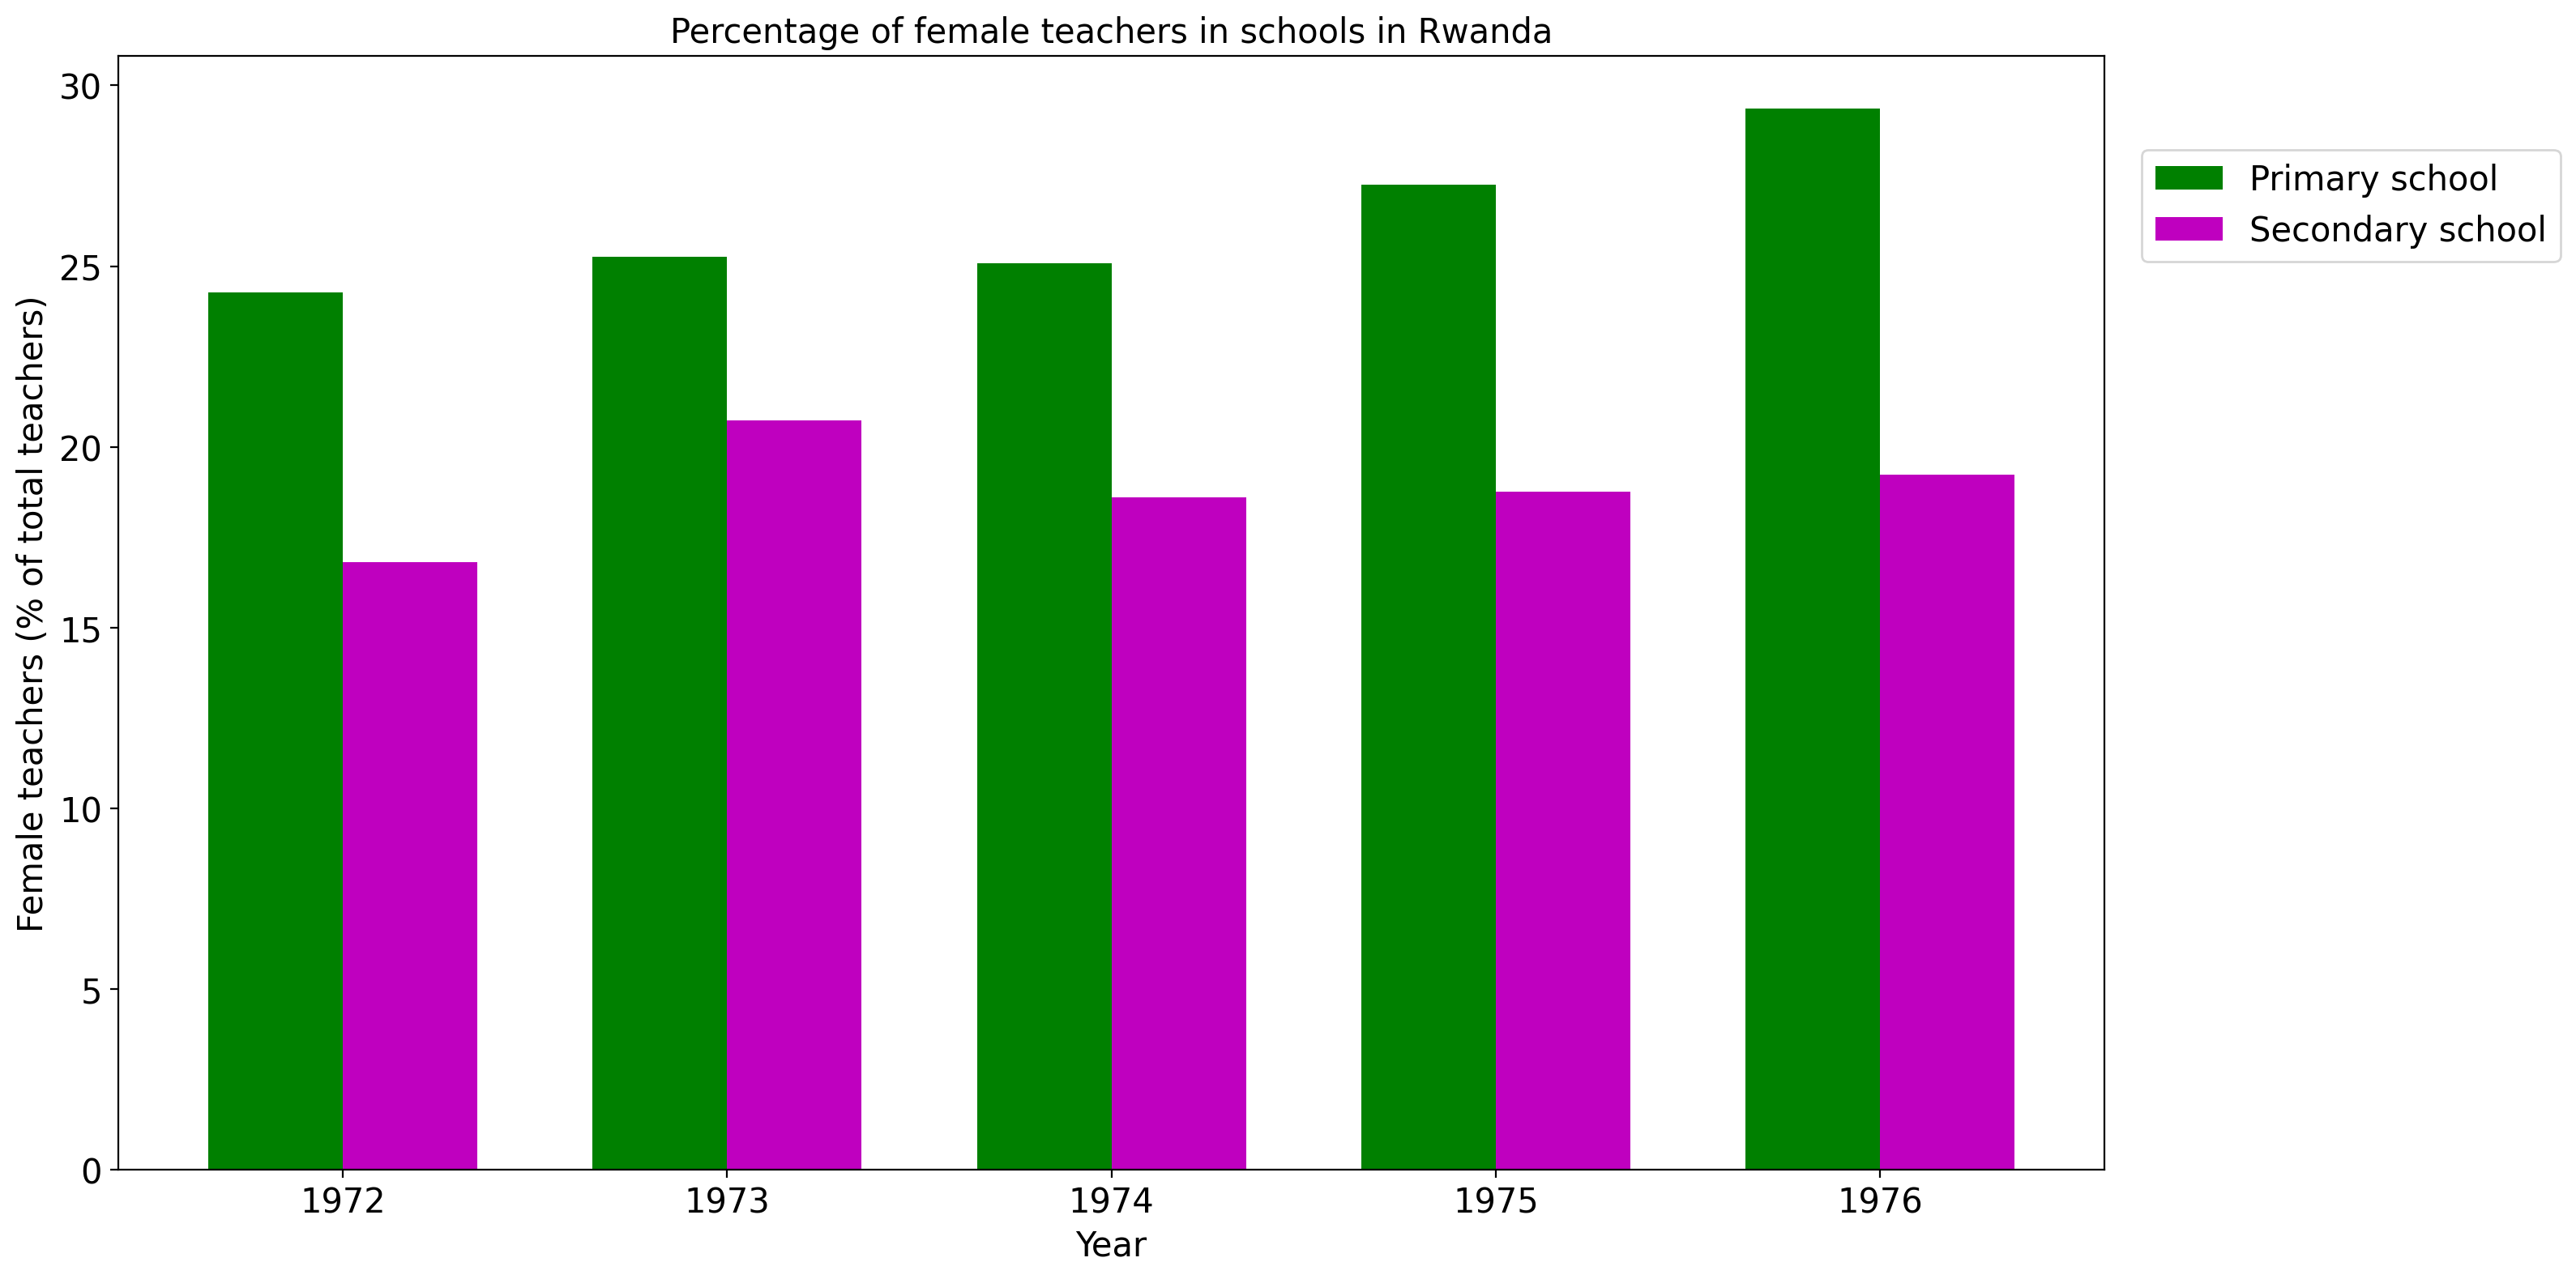 Percentage of female teachers in schools in Rwanda
Female teachers (% of total teachers)
30
25
20
15
10
5
0
1972 1973 1974 1975 1976
Year
Primary school
Secondary school